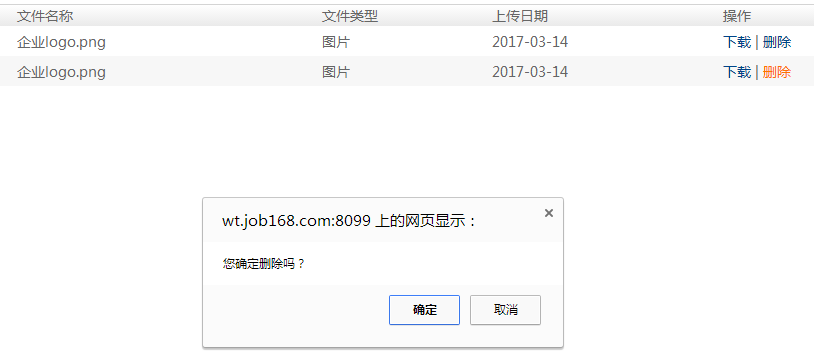 文件名称 文件类型 上传日期 操作
企业logo.png 图片 2017-03-14 下载 | 删除
企业logo.png 图片 2017-03-14 下载 | 删除
wt.job168.com:8099 上的网页显示：
您确定删除吗？
确定 取消